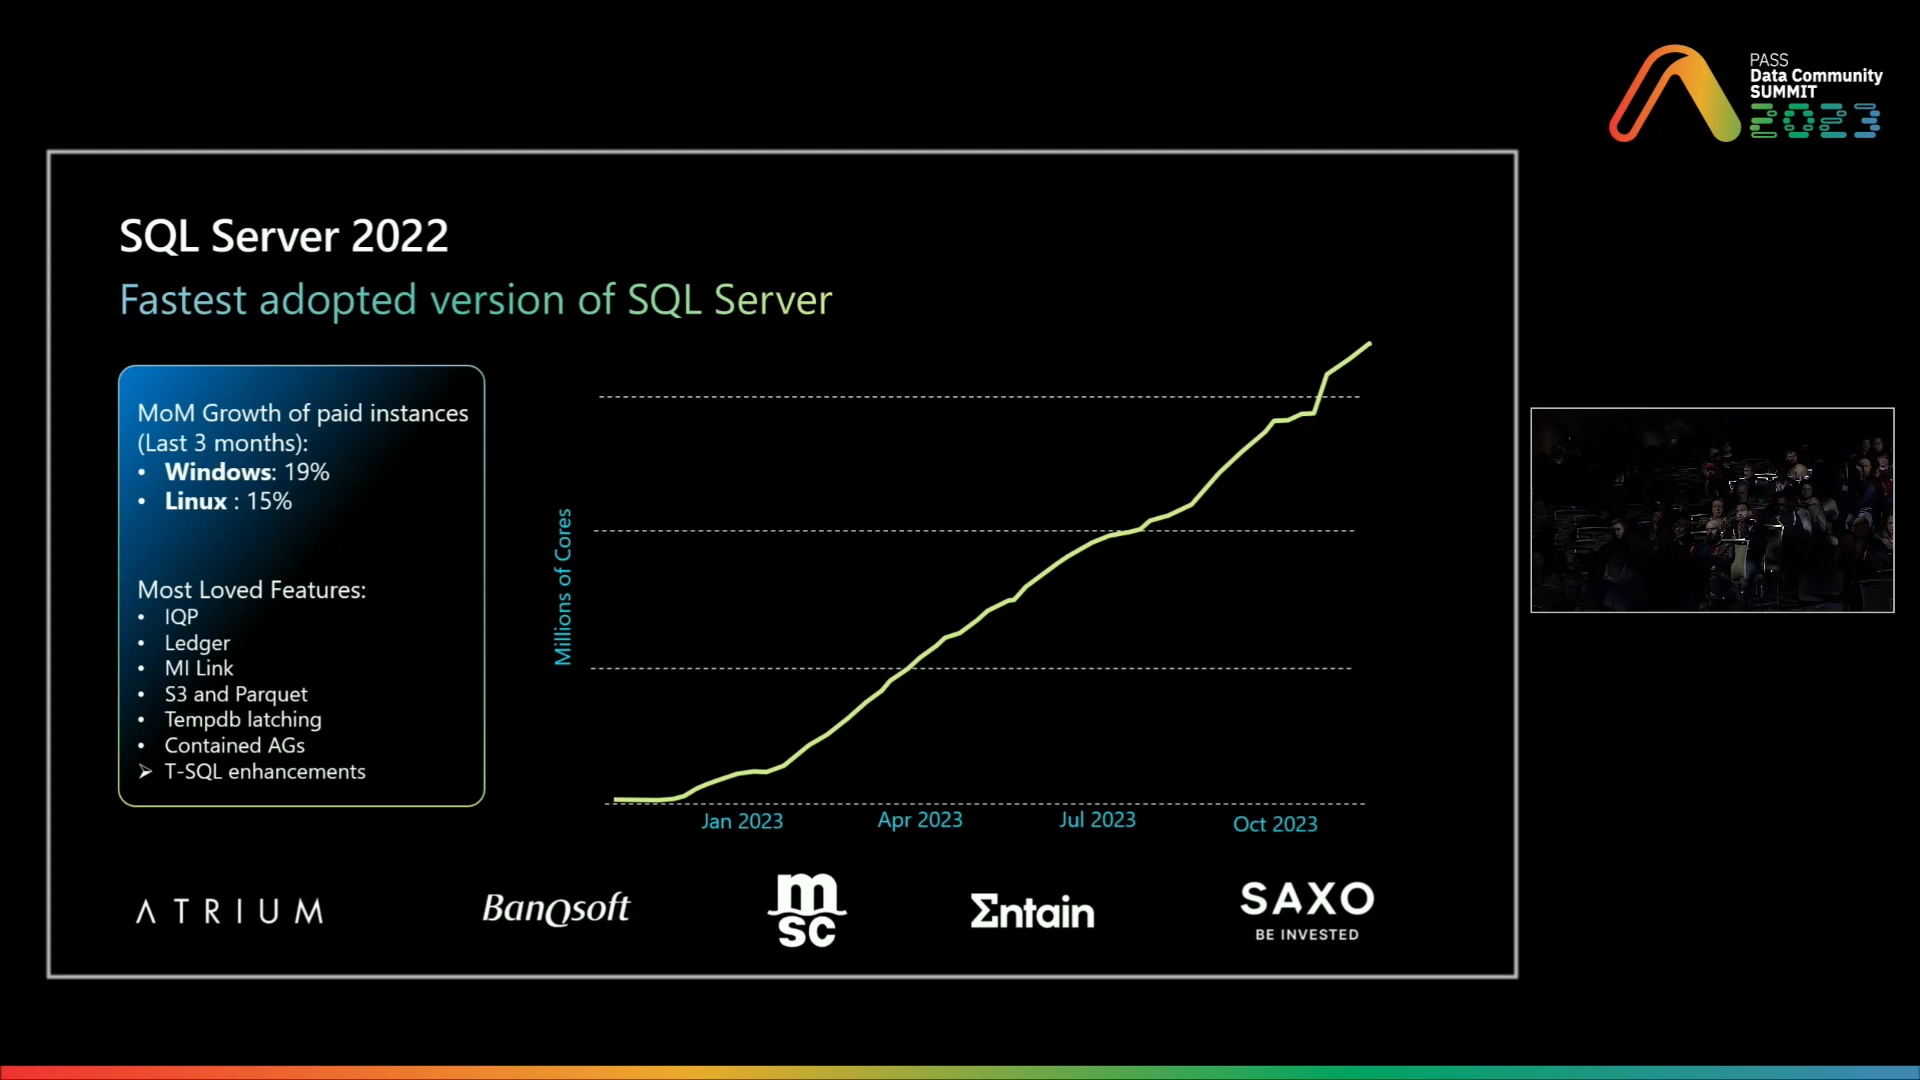 PASS
Data Community
SUMMIT
2023
SQL Server 2022
Fastest adopted version of SQL Server
MoM Growth of paid instances
(Last 3 months):
• Windows: 19%
• Linux : 15%
Most Loved Features:
• IQP
• Ledger
• MI Link
• S3 and Parquet
• Tempdb latching
• Contained AGs
➢ T-SQL enhancements
Millions of Cores
Jan 2023
Apr 2023
Jul 2023
Oct 2023
ATRIUM
BanQsoft
msc
Σntain
SAXO
BE INVESTED